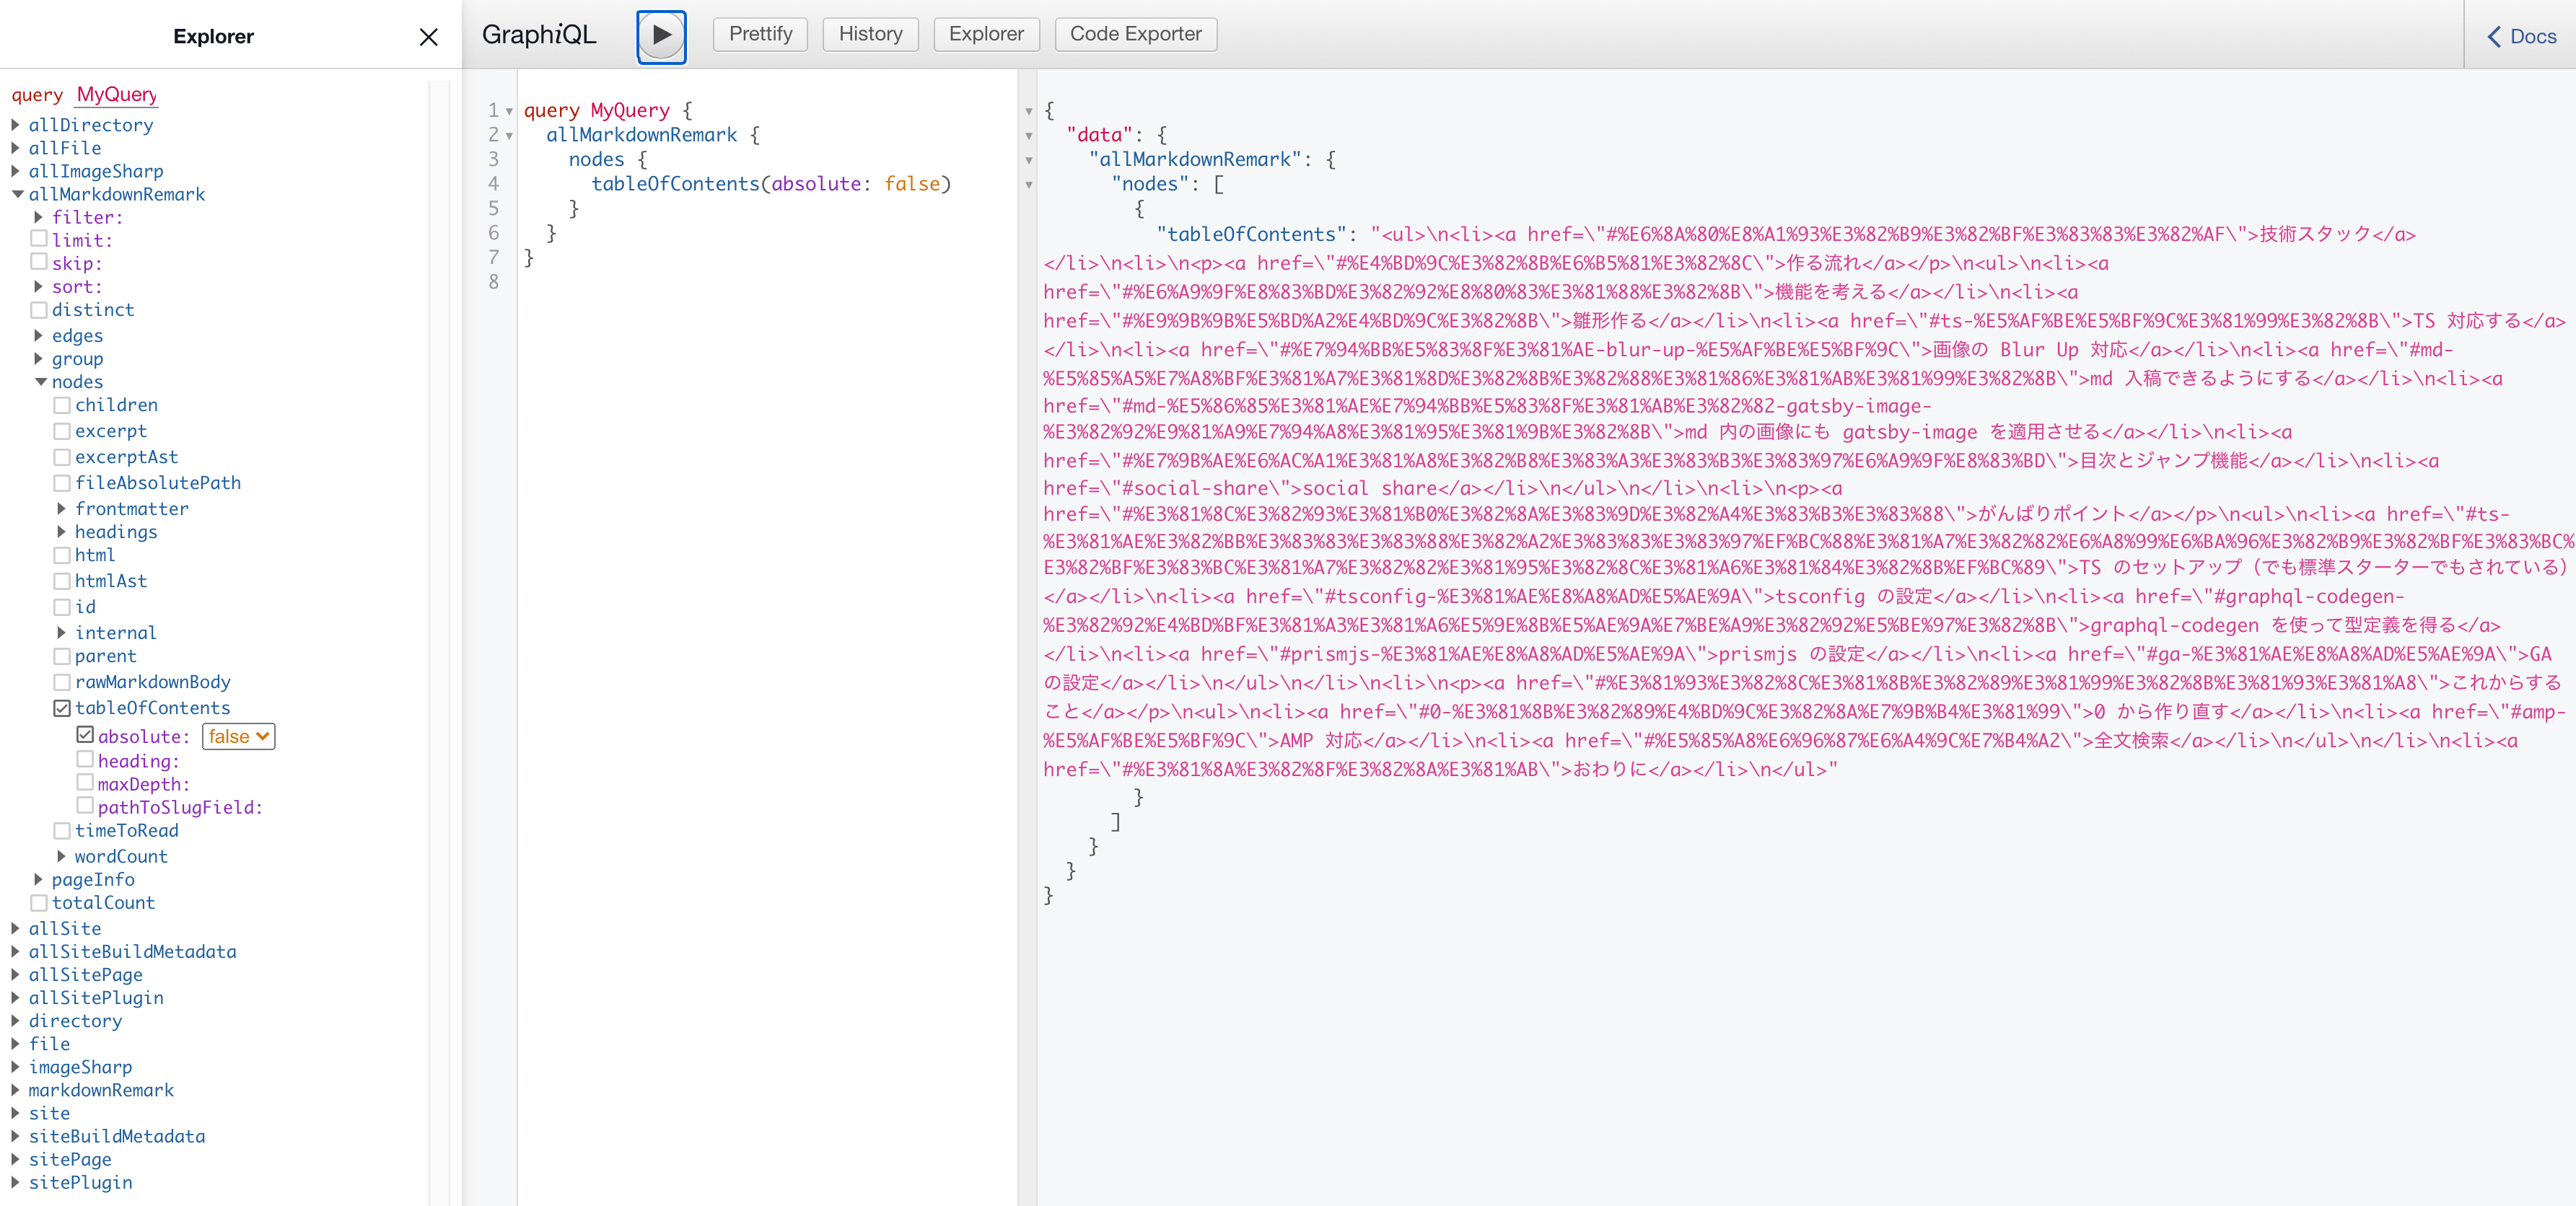 Explorer
GraphiQL
Prettify
History
Explorer
Code Exporter
Docs
query MyQuery
allDirectory
allFile
allImageSharp
allMarkdownRemark
filter:
limit:
skip:
sort:
distinct
edges
group
nodes
children
excerpt
excerptAst
fileAbsolutePath
frontmatter
headings
html
htmlAst
id
internal
parent
rawMarkdownBody
tableOfContents
absolute: false
heading:
maxDepth:
pathToSlugField:
timeToRead
wordCount
pageInfo
totalCount
allSite
allSiteBuildMetadata
allSitePage
allSitePlugin
directory
file
imageSharp
markdownRemark
site
siteBuildMetadata
sitePage
sitePlugin
1 query MyQuery {
2 allMarkdownRemark {
3 nodes {
4 tableOfContents(absolute: false)
5 }
6 }
7 }
8
{
"data": {
"allMarkdownRemark": {
"nodes": [
{
"tableOfContents": "<ul>\n<li><a href=\"#%E6%8A%80%E8%A1%93%E3%82%B9%E3%82%BF%E3%83%83%E3%82%AF\">技術スタック</a>
</li>\n<li>\n<p><a href=\"#%E4%BD%9C%E3%82%8B%E6%B5%81%E3%82%8C\">作る流れ</a></p>\n<ul>\n<li><a
href=\"#%E6%A9%9F%E8%83%BD%E3%82%92%E8%80%83%E3%81%88%E3%82%8B\">機能を考える</a></li>\n<li><a
href=\"#%E9%9B%9B%E5%BD%A2%E4%BD%9C%E3%82%8B\">雛形作る</a></li>\n<li><a href=\"#ts-%E5%AF%BE%E5%BF%9C%E3%81%99%E3%82%8B\">TS 対応する</a>
</li>\n<li><a href=\"#%E7%94%BB%E5%83%8F%E3%81%AE-blur-up-%E5%AF%BE%E5%BF%9C\">画像の Blur Up 対応</a></li>\n<li><a href=\"#md-
%E5%85%A5%E7%A8%BF%E3%81%A7%E3%81%8D%E3%82%8B%E3%82%88%E3%81%86%E3%81%AB%E3%81%99%E3%82%8B\">md 入稿できるようにする</a></li>\n<li><a
href=\"#md-%E5%86%85%E3%81%AE%E7%94%BB%E5%83%8F%E3%81%AB%E3%82%82-gatsby-image-
%E3%82%92%E9%81%A9%E7%94%A8%E3%81%95%E3%81%9B%E3%82%8B\">md 内の画像にも gatsby-image を適用させる</a></li>\n<li><a
href=\"#%E7%9B%AE%E6%AC%A1%E3%81%A8%E3%82%B8%E3%83%A3%E3%83%B3%E3%83%97%E6%A9%9F%E8%83%BD\">目次とジャンプ機能</a></li>\n<li><a
href=\"#social-share\">social share</a></li>\n</ul>\n</li>\n<li>\n<p><a
href=\"#%E3%81%8C%E3%82%93%E3%81%B0%E3%82%8A%E3%83%9D%E3%82%A4%E3%83%B3%E3%83%88\">がんばりポイント</a></p>\n<ul>\n<li><a href=\"#ts-
%E3%81%AE%E3%82%BB%E3%83%83%E3%83%88%E3%82%A2%E3%83%83%E3%83%97%EF%BC%88%E3%81%A7%E3%82%82%E6%A8%99%E6%BA%96%E3%82%B9%E3%82%BF%E3%83%BC%
E3%82%BF%E3%83%BC%E3%81%A7%E3%82%82%E3%81%95%E3%82%8C%E3%81%A6%E3%81%84%E3%82%8B%EF%BC%89\">TS のセットアップ（でも標準スターターでもされている）
</a></li>\n<li><a href=\"#tsconfig-%E3%81%AE%E8%A8%AD%E5%AE%9A\">tsconfig の設定</a></li>\n<li><a href=\"#graphql-codegen-
%E3%82%92%E4%BD%BF%E3%81%A3%E3%81%A6%E5%9E%8B%E5%AE%9A%E7%BE%A9%E3%82%92%E5%BE%97%E3%82%8B\">graphql-codegen を使って型定義を得る</a>
</li>\n<li><a href=\"#prismjs-%E3%81%AE%E8%A8%AD%E5%AE%9A\">prismjs の設定</a></li>\n<li><a href=\"#ga-%E3%81%AE%E8%A8%AD%E5%AE%9A\">GA
の設定</a></li>\n</ul>\n</li>\n<li>\n<p><a href=\"#%E3%81%93%E3%82%8C%E3%81%8B%E3%82%89%E3%81%99%E3%82%8B%E3%81%93%E3%81%A8\">これからする
こと</a></p>\n<ul>\n<li><a href=\"#0-%E3%81%8B%E3%82%89%E4%BD%9C%E3%82%8A%E7%9B%B4%E3%81%99\">0 から作り直す</a></li>\n<li><a href=\"#amp-
%E5%AF%BE%E5%BF%9C\">AMP 対応</a></li>\n<li><a href=\"#%E5%85%A8%E6%96%87%E6%A4%9C%E7%B4%A2\">全文検索</a></li>\n</ul>\n</li>\n<li><a
href=\"#%E3%81%8A%E3%82%8F%E3%82%8A%E3%81%AB\">おわりに</a></li>\n</ul>"
}
]
}
}
}